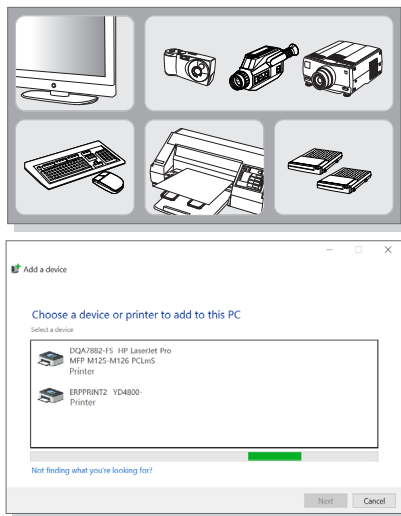 Add a device
Choose a device or printer to add to this PC
Select a device
DQA7882-FS HP LaserJet Pro
MFP M125-M126 PCLmS
Printer
ERPPRINT2 YD4800-
Printer
Not finding what you're looking for?
Next Cancel